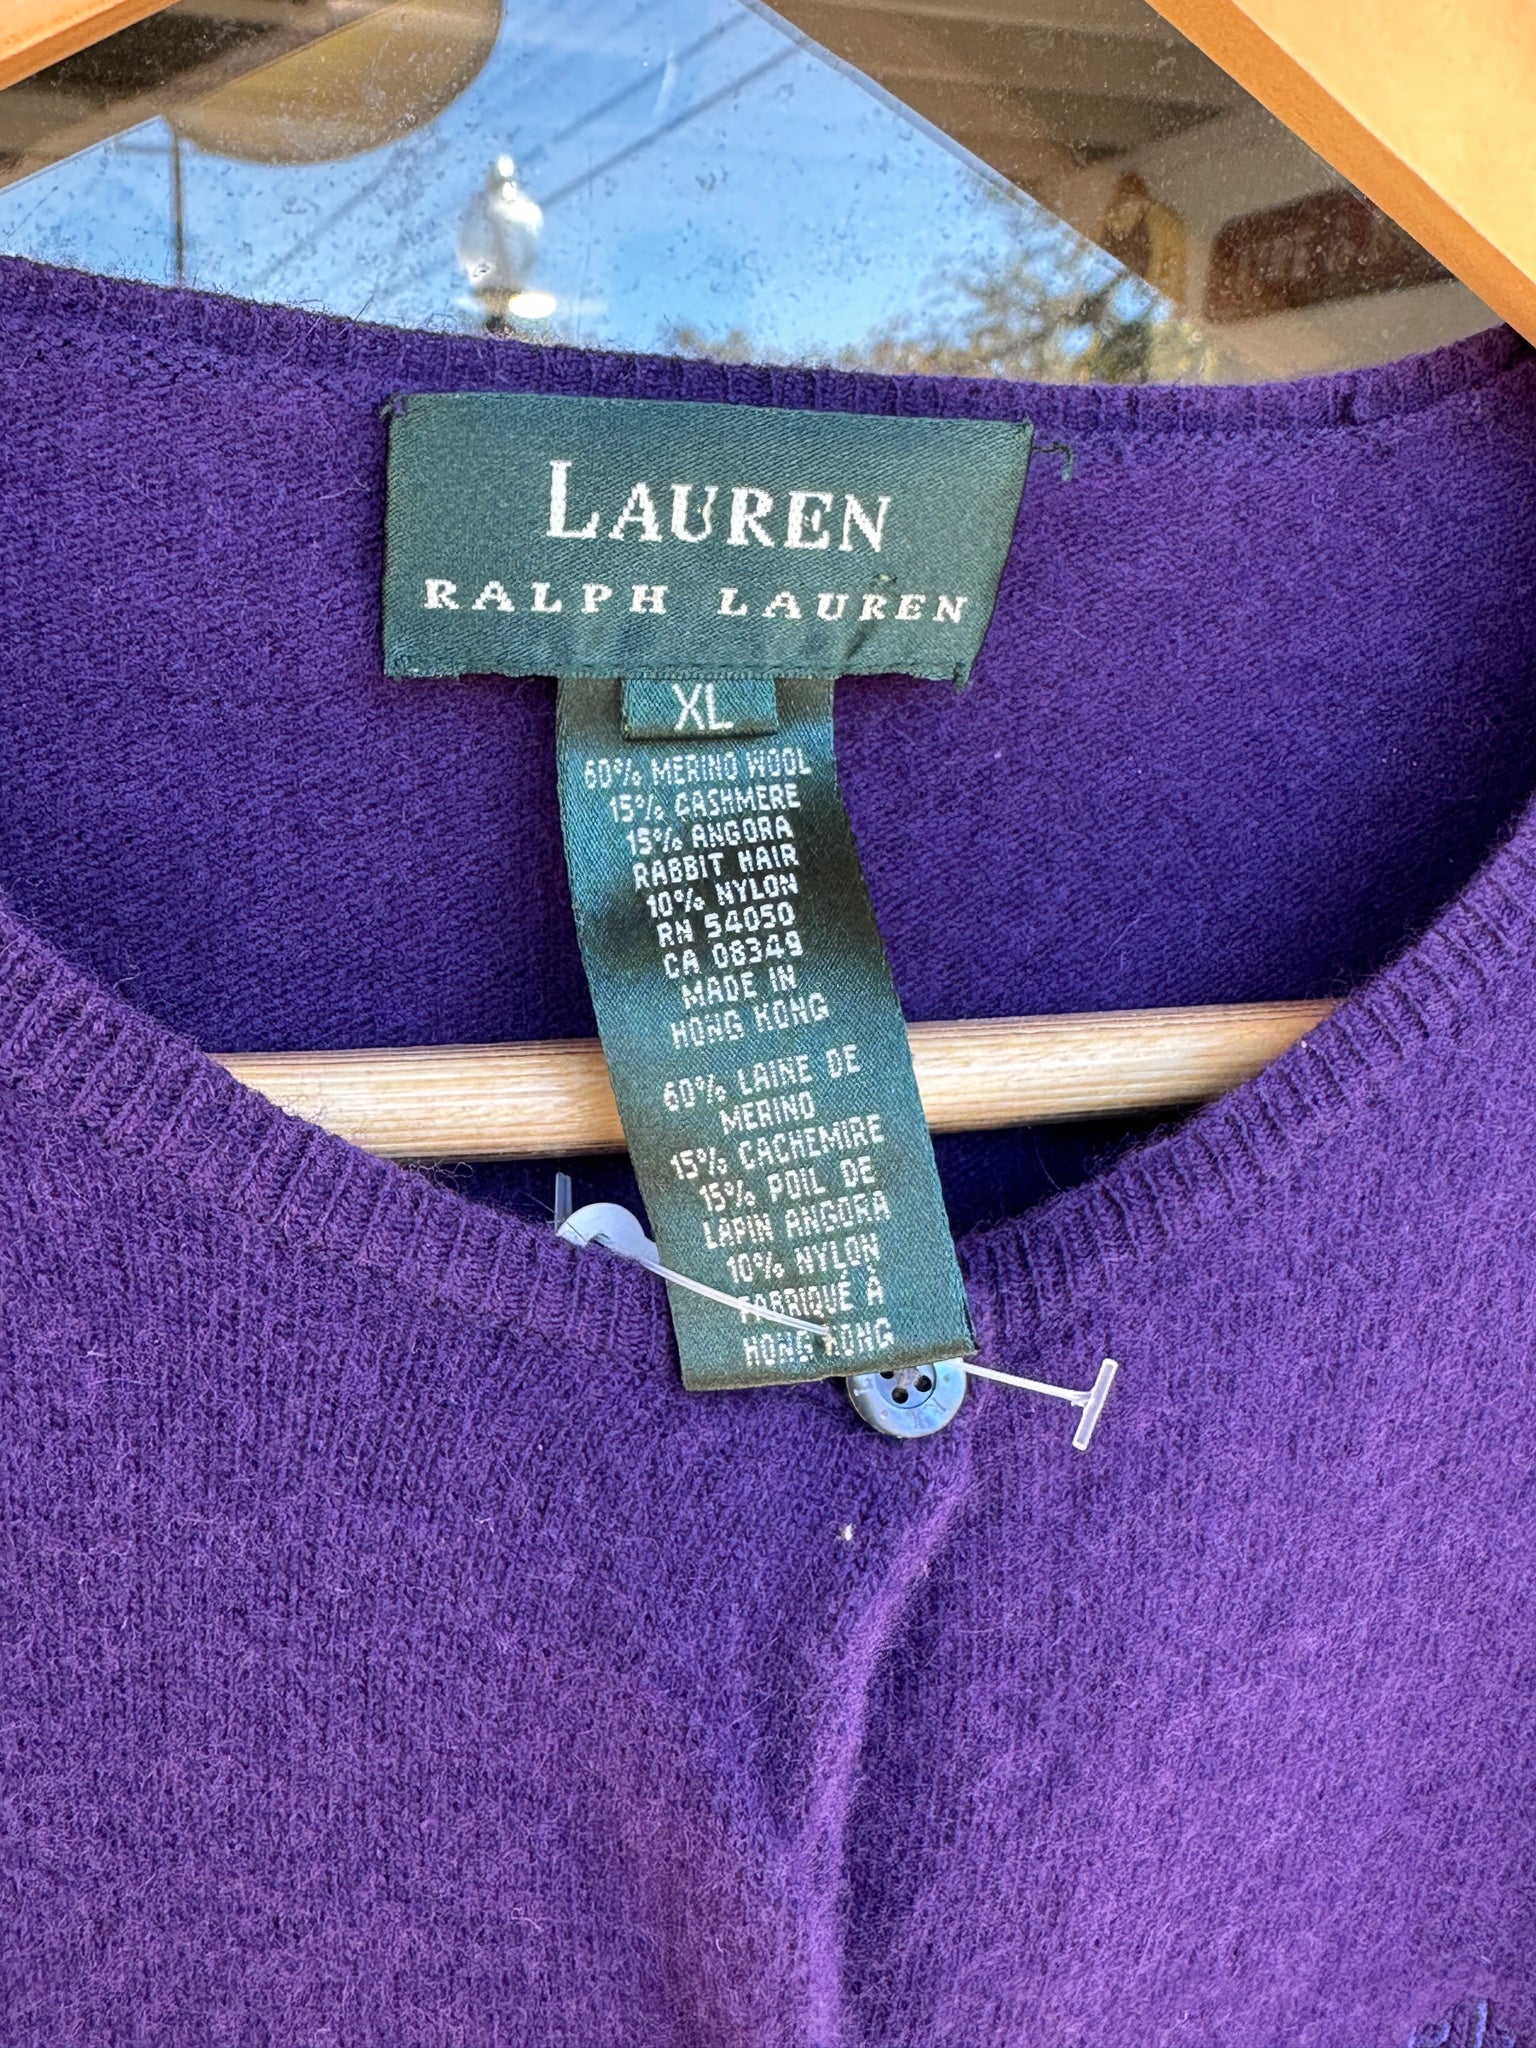 LAUREN
RALPH LAUREN
XL
60% MERINO WOOL
15% CASHMERE
15% ANGORA
RABBIT HAIR
10% NYLON
RN 54050
CA 08349
MADE IN
HONG KONG
60% LAINE DE
MERINO
15% CACHEMIRE
15% POIL DE
LAPIN ANGORA
10% NYLON
FABRIQUÉ À
HONG KONG